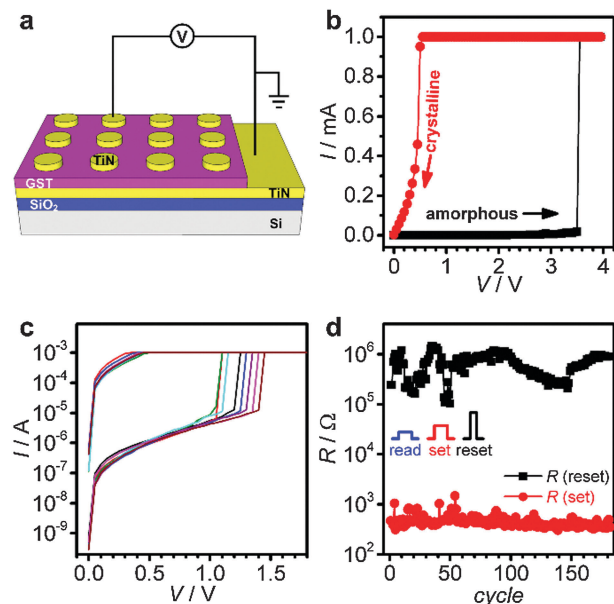 a
V
TiN
GST
TiN
SiO₂
Si
b
I / mA
1.0
0.8
0.6
0.4
0.2
0.0
crystalline
amorphous
0 1 2 3 4
V / V
c
I / A
10⁻³
10⁻⁴
10⁻⁵
10⁻⁶
10⁻⁷
10⁻⁸
10⁻⁹
0.0 0.5 1.0 1.5
V / V
d
R / Ω
10⁶
10⁵
10⁴
10³
10²
read set reset
R (reset)
R (set)
0 50 100 150
cycle